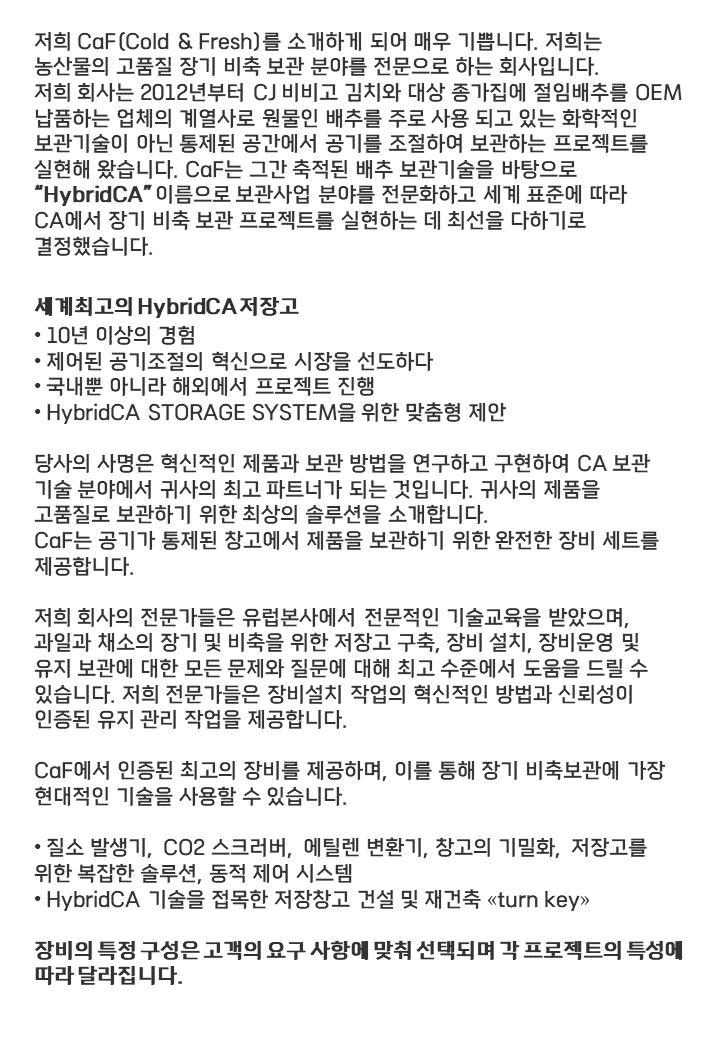 저희 CaF(Cold & Fresh)를 소개하게 되어 매우 기쁩니다. 저희는
농산물의 고품질 장기 비축 보관 분야를 전문으로 하는 회사입니다.
저희 회사는 2012년부터 CJ 비비고 김치와 대상 종가집에 절임배추를 OEM
납품하는 업체의 계열사로 원물인 배추를 주로 사용 되고 있는 화학적인
보관기술이 아닌 통제된 공간에서 공기를 조절하여 보관하는 프로젝트를
실현해 왔습니다. CaF는 그간 축적된 배추 보관기술을 바탕으로
“HybridCA” 이름으로 보관사업 분야를 전문화하고 세계 표준에 따라
CA에서 장기 비축 보관 프로젝트를 실현하는 데 최선을 다하기로
결정했습니다.
세계최고의 HybridCA 저장고
• 10년 이상의 경험
• 제어된 공기조절의 혁신으로 시장을 선도하다
• 국내뿐 아니라 해외에서 프로젝트 진행
• HybridCA STORAGE SYSTEM을 위한 맞춤형 제안
당사의 사명은 혁신적인 제품과 보관 방법을 연구하고 구현하여 CA 보관
기술 분야에서 귀사의 최고 파트너가 되는 것입니다. 귀사의 제품을
고품질로 보관하기 위한 최상의 솔루션을 소개합니다.
CaF는 공기가 통제된 창고에서 제품을 보관하기 위한 완전한 장비 세트를
제공합니다.
저희 회사의 전문가들은 유럽본사에서 전문적인 기술교육을 받았으며,
과일과 채소의 장기 및 비축을 위한 저장고 구축, 장비 설치, 장비운영 및
유지 보관에 대한 모든 문제와 질문에 대해 최고 수준에서 도움을 드릴 수
있습니다. 저희 전문가들은 장비설치 작업의 혁신적인 방법과 신뢰성이
인증된 유지 관리 작업을 제공합니다.
CaF에서 인증된 최고의 장비를 제공하며, 이를 통해 장기 비축보관에 가장
현대적인 기술을 사용할 수 있습니다.
• 질소 발생기, CO2 스크러버, 에틸렌 변환기, 창고의 기밀화, 저장고를
위한 복잡한 솔루션, 동적 제어 시스템
• HybridCA 기술을 접목한 저장창고 건설 및 재건축 «turn key»
장비의 특정 구성은 고객의 요구 사항에 맞춰 선택되며 각 프로젝트의 특성에
따라 달라집니다.